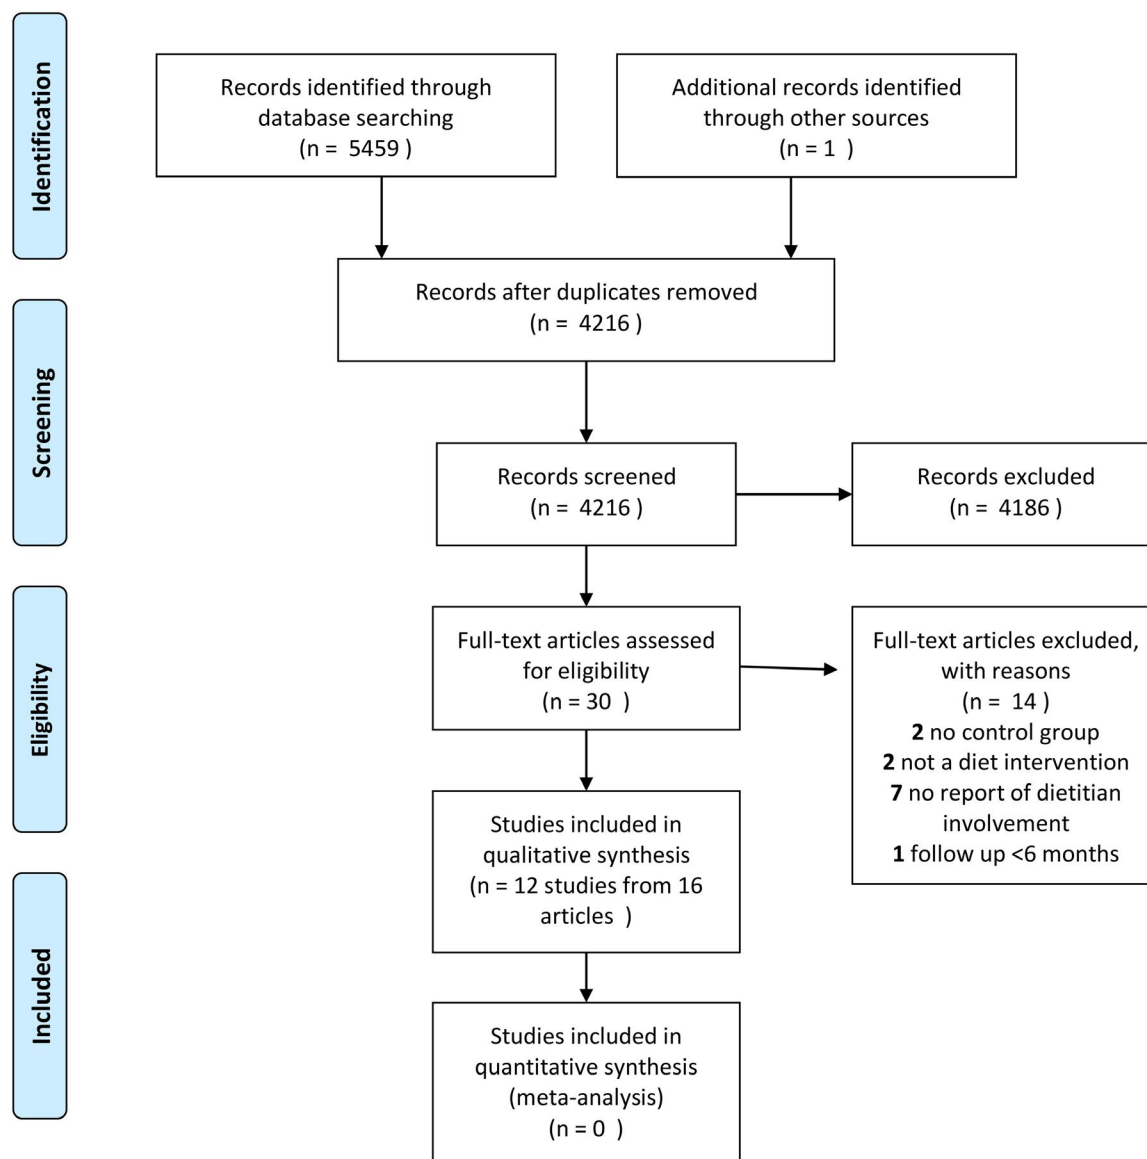 Identification
Records identified through
database searching
(n =  5459 )
Additional records identified
through other sources
(n = 1  )
Records after duplicates removed
(n =  4216 )
Screening
Records screened
(n =  4216 )
Records excluded
(n =  4186 )
Eligibility
Full-text articles assessed
for eligibility
(n = 30  )
Full-text articles excluded,
with reasons
(n =  14 )
2 no control group
2 not a diet intervention
7 no report of dietitian
involvement
1 follow up <6 months
Studies included in
qualitative synthesis
(n = 12 studies from 16
articles  )
Included
Studies included in
quantitative synthesis
(meta-analysis)
(n = 0  )